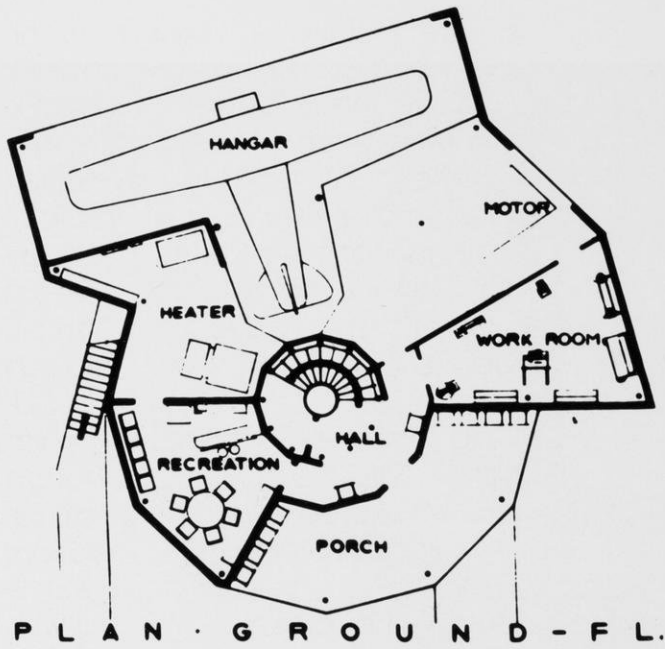 HANGAR
MOTOR
HEATER
WORK ROOM
HALL
RECREATION
PORCH
PLAN · GROUND-FL.